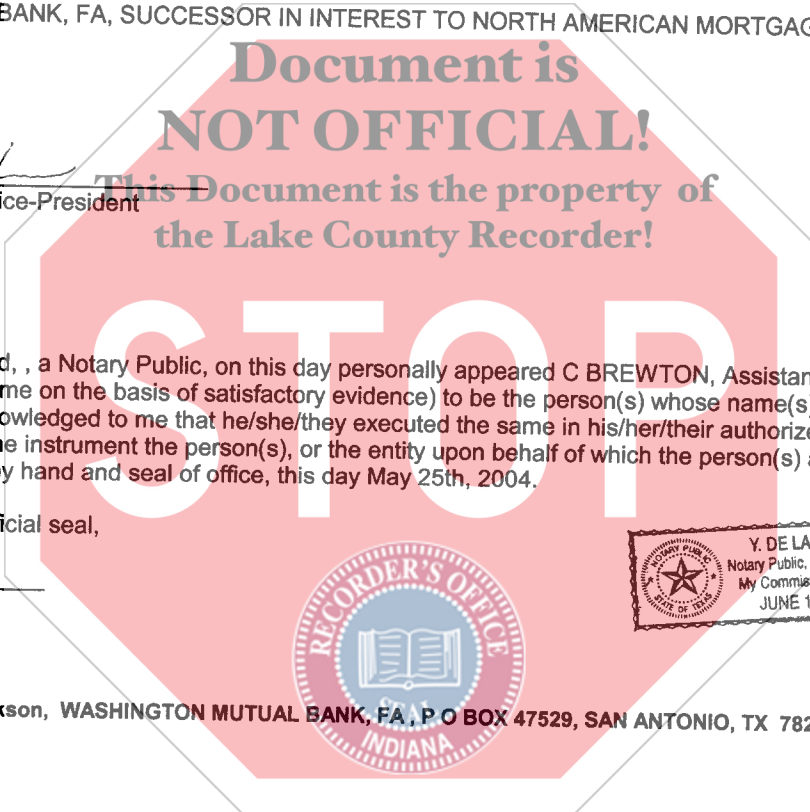 BANK, FA, SUCCESSOR IN INTEREST TO NORTH AMERICAN MORTGAG
Document is
NOT OFFICIAL!
This Document is the property of
ice-President
the Lake County Recorder!
STOP
d, , a Notary Public, on this day personally appeared C BREWTON, Assistan
me on the basis of satisfactory evidence) to be the person(s) whose name(s)
owledged to me that he/she/they executed the same in his/her/their authorize
e instrument the person(s), or the entity upon behalf of which the person(s) a
y hand and seal of office, this day May 25th, 2004.
icial seal,
Y. DE LA
NOTARY PUBLIC
Notary Public,
My Commis
STATE OF TEXAS
JUNE 1
RECORDER'S OFFICE
SEAL
INDIANA
kson, WASHINGTON MUTUAL BANK, FA, P O BOX 47529, SAN ANTONIO, TX 782